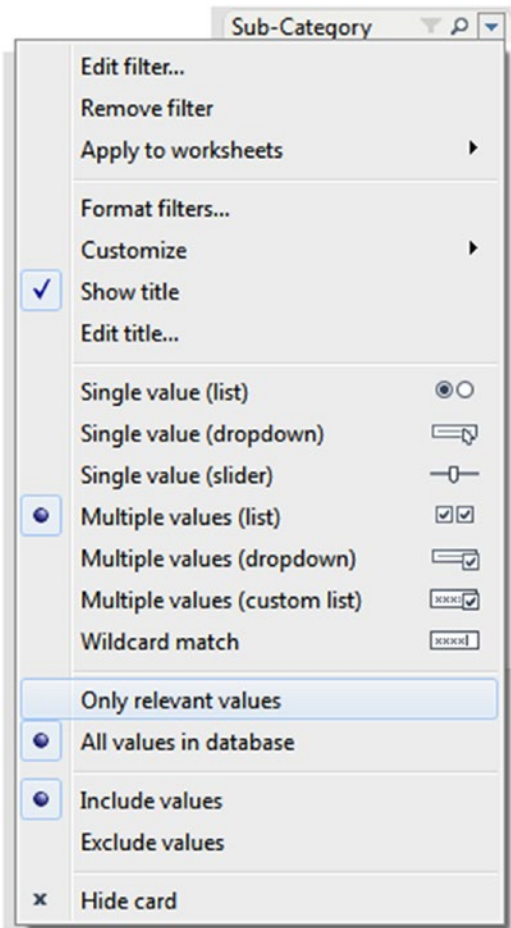 Sub-Category
Edit filter...
Remove filter
Apply to worksheets
Format filters...
Customize
Show title
Edit title...
Single value (list)
Single value (dropdown)
Single value (slider)
Multiple values (list)
Multiple values (dropdown)
Multiple values (custom list)
Wildcard match
Only relevant values
All values in database
Include values
Exclude values
Hide card